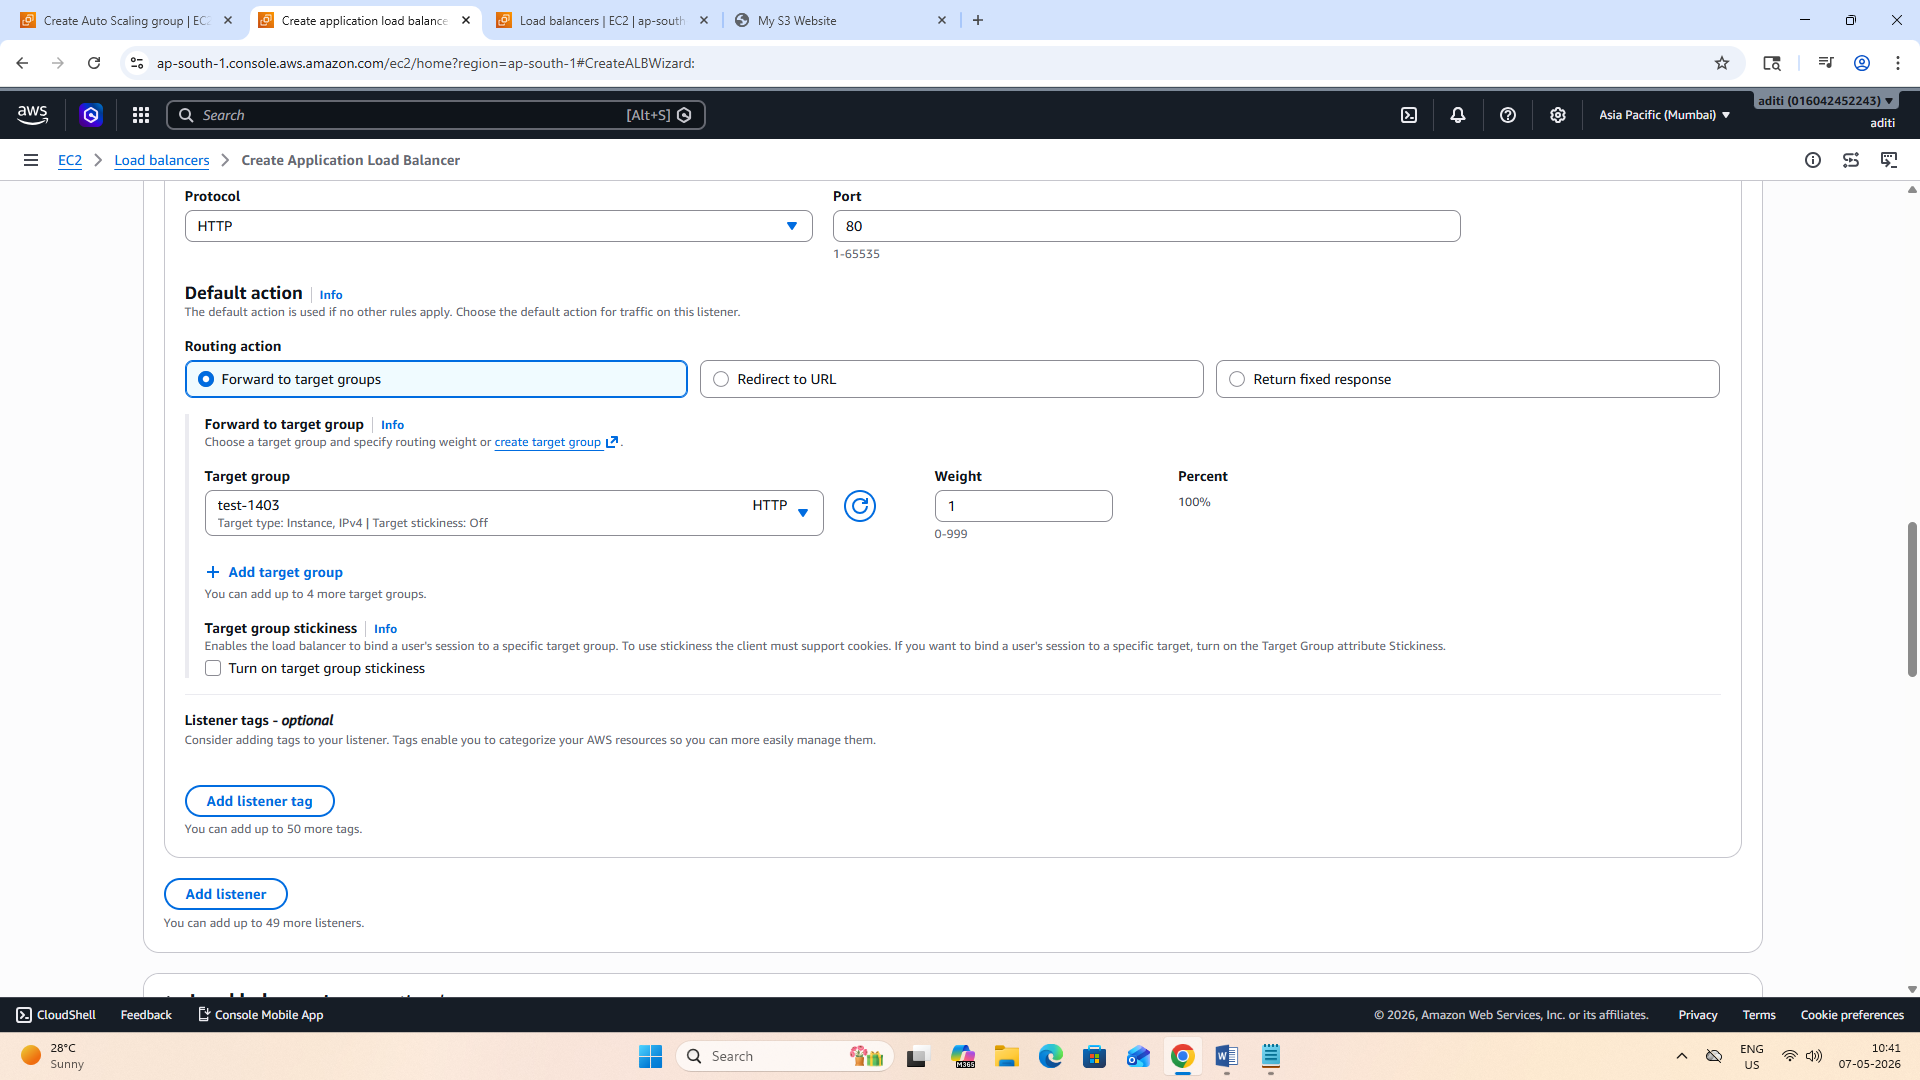 Create Auto Scaling group | EC2
Create application load balance
Load balancers | EC2 | ap-south
My S3 Website
ap-south-1.console.aws.amazon.com/ec2/home?region=ap-south-1#CreateALBWizard:
aws
Search
[Alt+S]
Asia Pacific (Mumbai)
aditi (016042452243)
aditi
EC2
Load balancers
Create Application Load Balancer
Protocol
Port
HTTP
80
1-65535
Default action
Info
The default action is used if no other rules apply. Choose the default action for traffic on this listener.
Routing action
Forward to target groups
Redirect to URL
Return fixed response
Forward to target group
Info
Choose a target group and specify routing weight or create target group .
Target group
Weight
Percent
test-1403
HTTP
Target type: Instance, IPv4 | Target stickiness: Off
1
100%
0-999
Add target group
You can add up to 4 more target groups.
Target group stickiness
Info
Enables the load balancer to bind a user's session to a specific target group. To use stickiness the client must support cookies. If you want to bind a user's session to a specific target, turn on the Target Group attribute Stickiness.
Turn on target group stickiness
Listener tags - optional
Consider adding tags to your listener. Tags enable you to categorize your AWS resources so you can more easily manage them.
Add listener tag
You can add up to 50 more tags.
Add listener
You can add up to 49 more listeners.
CloudShell
Feedback
Console Mobile App
© 2026, Amazon Web Services, Inc. or its affiliates.
Privacy
Terms
Cookie preferences
28°C
Sunny
Search
M365
ENG
US
10:41
07-05-2026